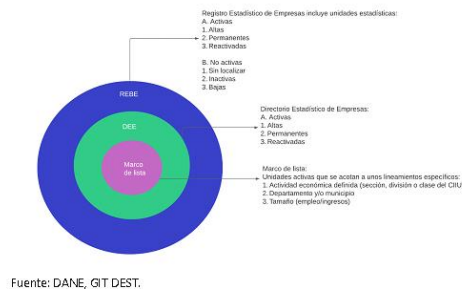 Registro Estadístico de Empresas incluye unidades estadísticas:
A. Activas
1. Altas
2. Permanentes
3. Reactivadas
B. No activas
1. Sin localizar
2. Inactivas
3. Bajas
REBE
Directorio Estadístico de Empresas:
A. Activas
1. Altas
2. Permanentes
3. Reactivadas
DEE
Marco
de lista
Marco de lista:
Unidades activas que se acotan a unos lineamientos específicos:
1. Actividad económica definida (sección, división o clase del CIIU
2. Departamento y/o municipio
3. Tamaño (empleo/ingresos)
Fuente: DANE, GIT DEST.